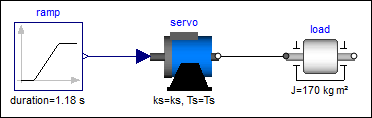 ramp
servo
load
duration=1.18 s
ks=ks, Ts=Ts
J=170 kg m²